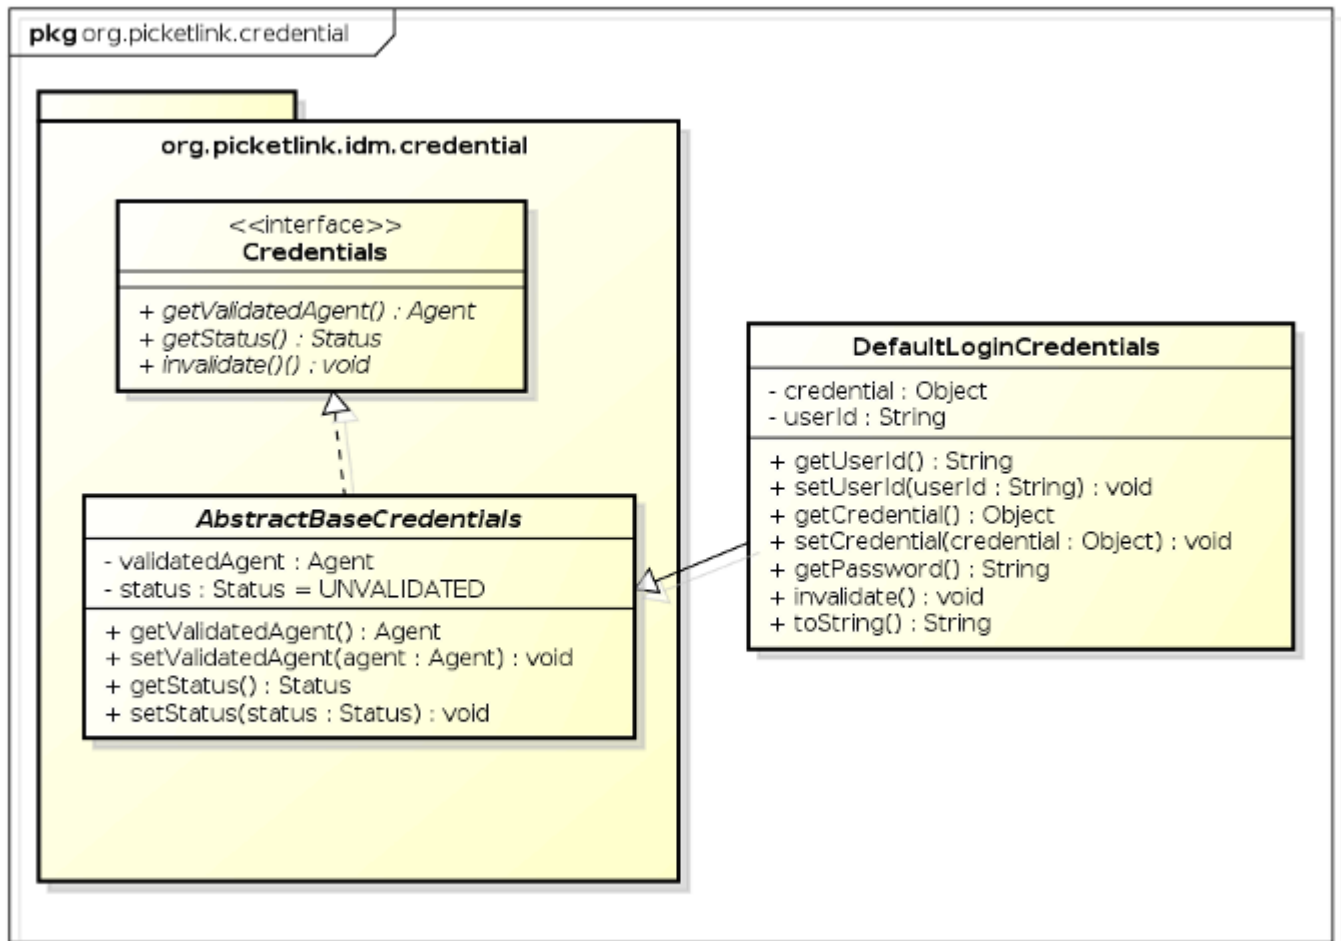 pkg org.picketlink.credential
org.picketlink.idm.credential
<<interface>>
Credentials
+ getValidatedAgent() : Agent
+ getStatus() : Status
+ invalidate()() : void
AbstractBaseCredentials
- validatedAgent : Agent
- status : Status = UNVALIDATED
+ getValidatedAgent() : Agent
+ setValidatedAgent(agent : Agent) : void
+ getStatus() : Status
+ setStatus(status : Status) : void
DefaultLoginCredentials
- credential : Object
- userId : String
+ getUserId() : String
+ setUserId(userId : String) : void
+ getCredential() : Object
+ setCredential(credential : Object) : void
+ getPassword() : String
+ invalidate() : void
+ toString() : String